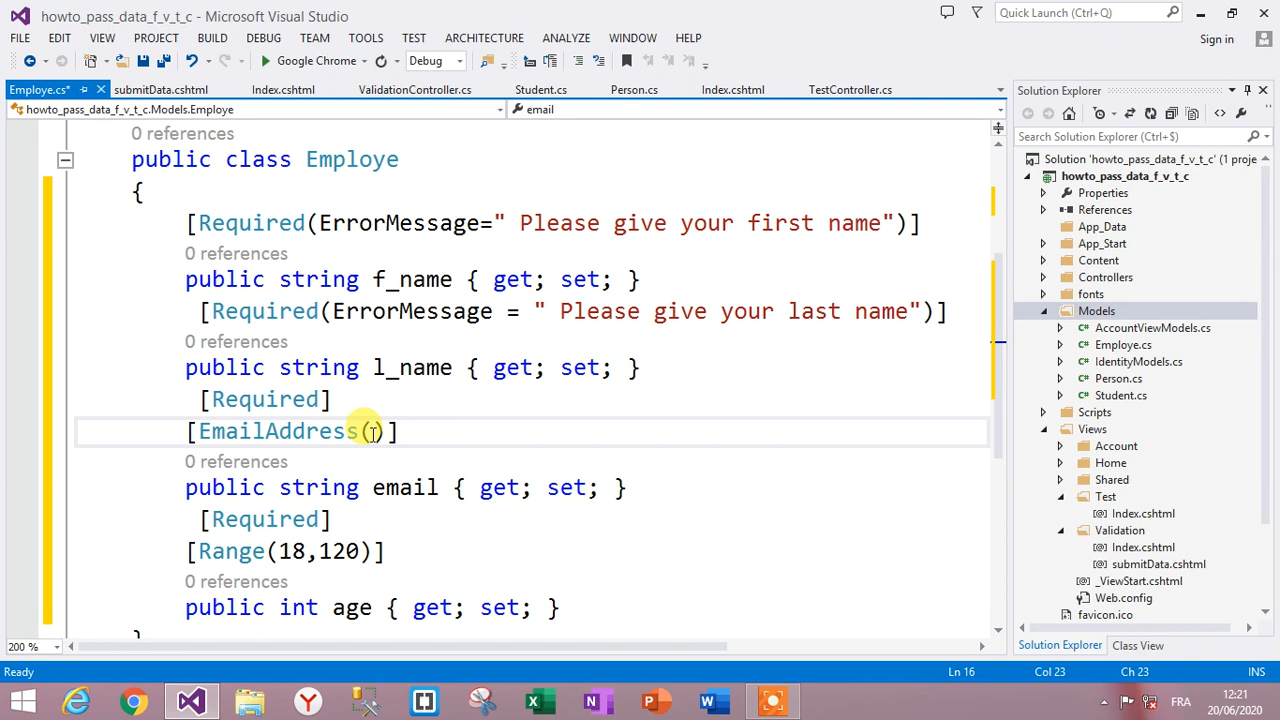 howto_pass_data_f_v_t_c - Microsoft Visual Studio
Quick Launch (Ctrl+Q)
FILE EDIT VIEW PROJECT BUILD DEBUG TEAM TOOLS TEST ARCHITECTURE ANALYZE WINDOW HELP
Sign in
Google Chrome Debug
Employe.cs* submitData.cshtml Index.cshtml ValidationController.cs Student.cs Person.cs Index.cshtml TestController.cs
howto_pass_data_f_v_t_c.Models.Employe email
0 references
public class Employe
{
[Required(ErrorMessage=" Please give your first name")]
0 references
public string f_name { get; set; }
[Required(ErrorMessage = " Please give your last name")]
0 references
public string l_name { get; set; }
[Required]
[EmailAddress()]
0 references
public string email { get; set; }
[Required]
[Range(18,120)]
0 references
public int age { get; set; }
200 %
Solution Explorer
Search Solution Explorer (Ctrl+$)
Solution 'howto_pass_data_f_v_t_c' (1 proje
howto_pass_data_f_v_t_c
Properties
References
App_Data
App_Start
Content
Controllers
fonts
Models
AccountViewModels.cs
Employe.cs
IdentityModels.cs
Person.cs
Student.cs
Scripts
Views
Account
Home
Shared
Test
Index.cshtml
Validation
Index.cshtml
submitData.cshtml
_ViewStart.cshtml
Web.config
favicon.ico
Solution Explorer Class View
Ready Ln 16 Col 23 Ch 23 INS
FR
12:21
20/06/2020